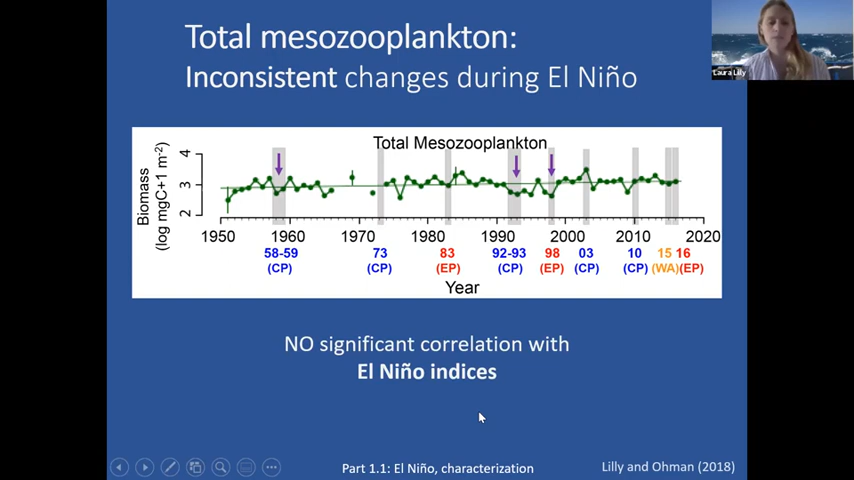 Total mesozooplankton:
Inconsistent changes during El Niño
Laura Lilly
Total Mesozooplankton
Biomass
(log mgC+1 m-2)
4
3
2
1950 1960 1970 1980 1990 2000 2010 2020
58-59 73 83 92-93 98 03 10 15 16
(CP) (CP) (EP) (CP) (EP) (CP) (CP) (WA) (EP)
Year
NO significant correlation with
El Niño indices
Part 1.1: El Niño, characterization
Lilly and Ohman (2018)